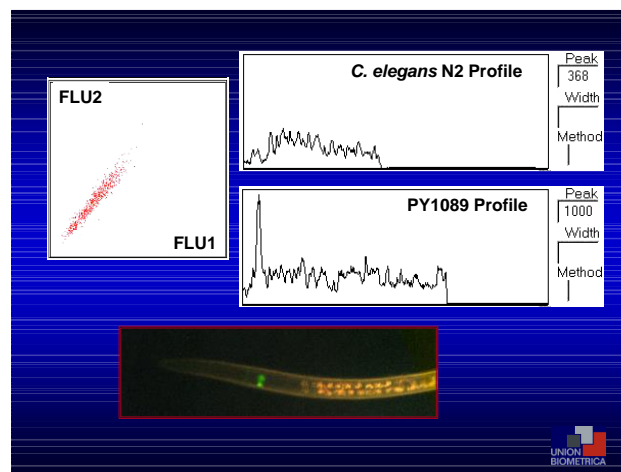 FLU2
FLU1
C. elegans N2 Profile
Peak
368
Width
Method
PY1089 Profile
Peak
1000
Width
Method
UNION
BIOMETRICA